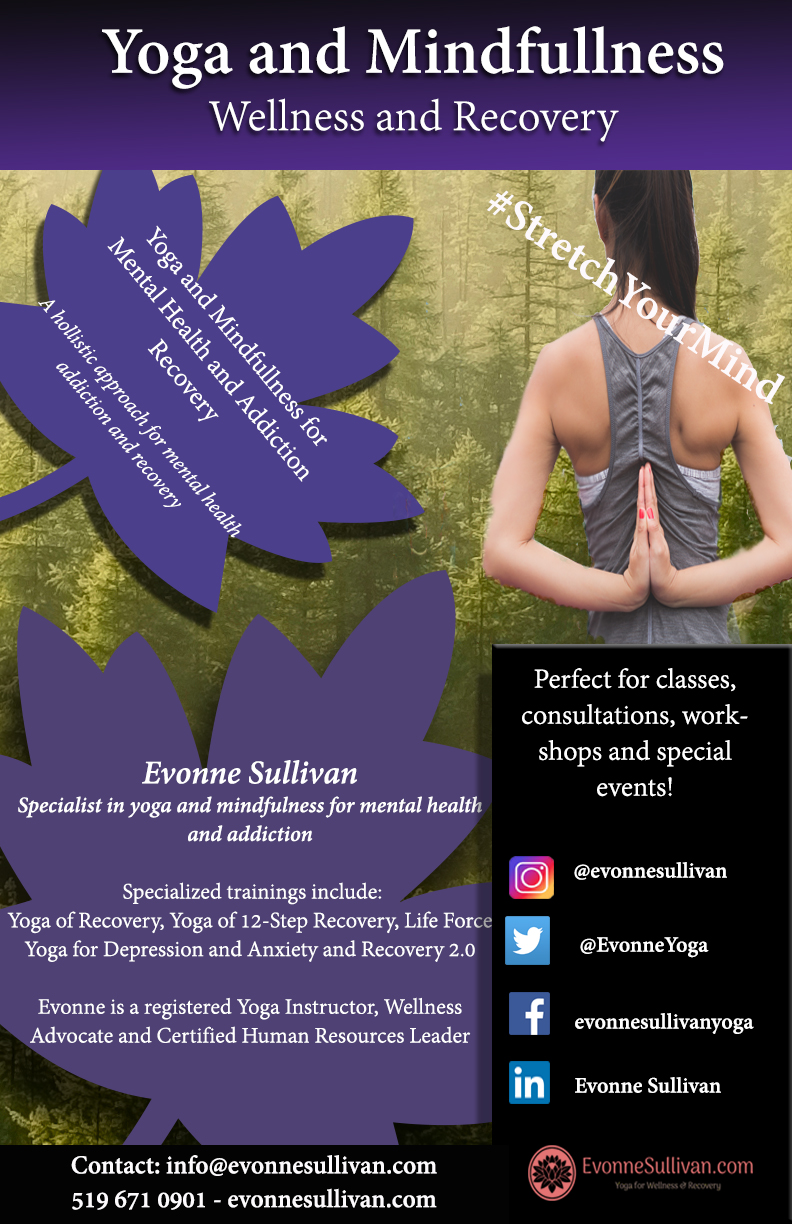 Yoga and Mindfullness
Wellness and Recovery
#StretchYourMind
Yoga and Mindfullness for
Mental Health and Addiction
Recovery
A hollistic approach for mental health
addiction and recovery
Evonne Sullivan
Specialist in yoga and mindfulness for mental health
and addiction
Specialized trainings include:
Yoga of Recovery, Yoga of 12-Step Recovery, Life Force
Yoga for Depression and Anxiety and Recovery 2.0
Evonne is a registered Yoga Instructor, Wellness
Advocate and Certified Human Resources Leader
Perfect for classes,
consultations, work-
shops and special
events!
@evonnesullivan
@EvonneYoga
evonnesullivanyoga
in
Evonne Sullivan
Contact: info@evonnesullivan.com
519 671 0901 - evonnesullivan.com
EvonneSullivan.com
Yoga for Wellness & Recovery